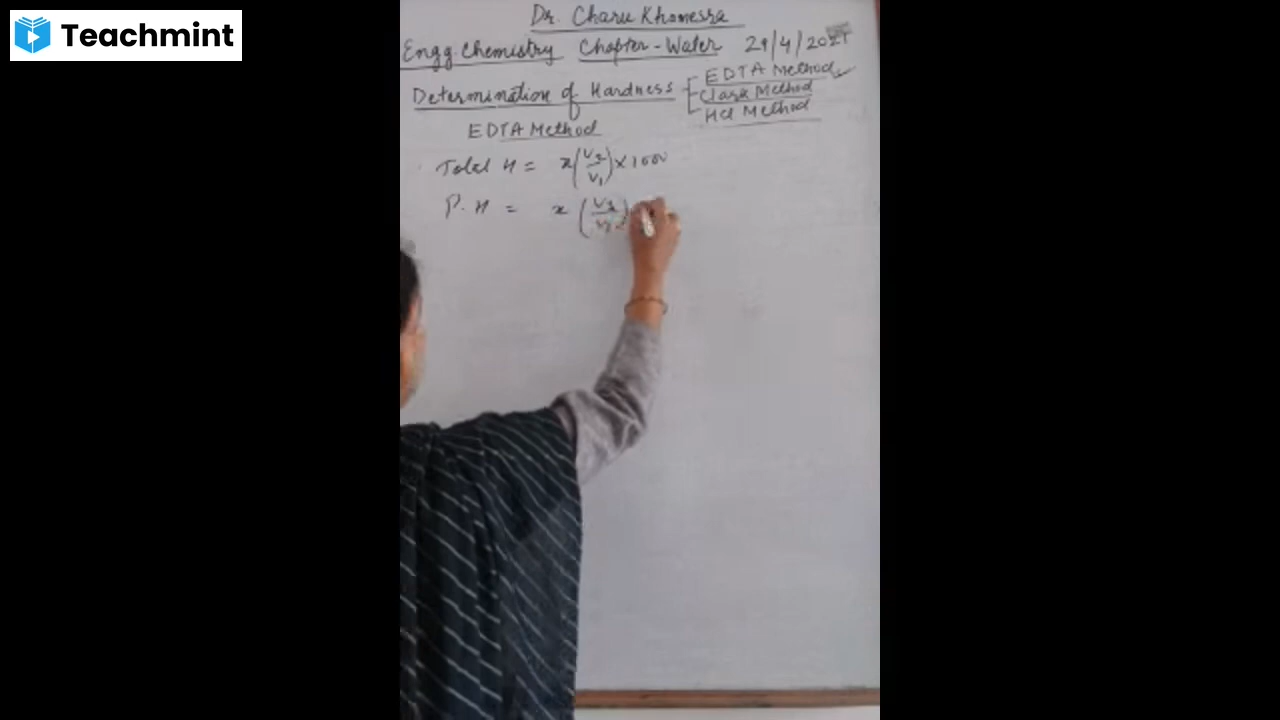 Teachmint
Dr. Charu Khamesra
Engg. Chemistry Chapter - Water 29/4/2021
Determination of Hardness
EDTA Method
Clark Method
HCl Method
EDTA Method
Total H = x(V2/V1) × 1000
P. H = x (V3/V1)